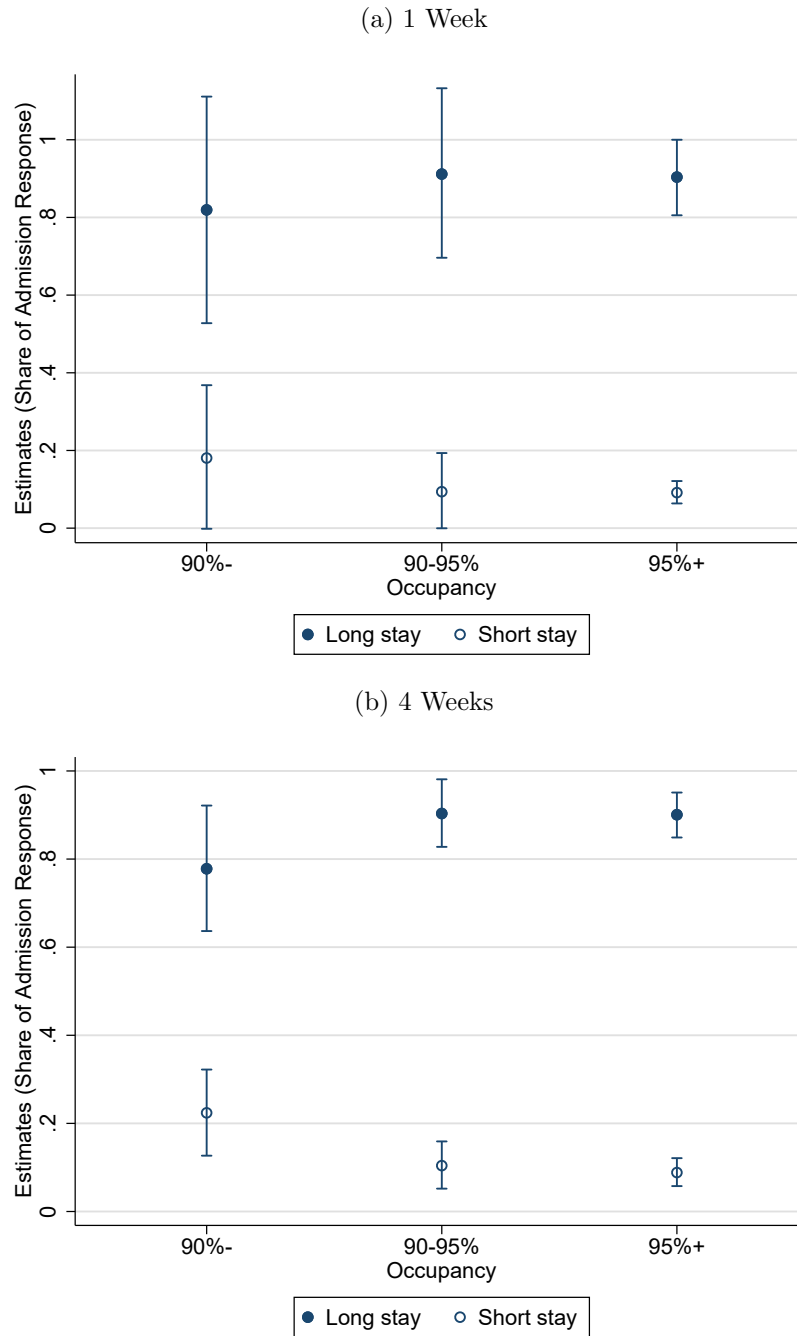 (a) 1 Week
Estimates (Share of Admission Response)
1
.8
.6
.4
.2
0
90%-
90-95%
95%+
Occupancy
Long stay
Short stay
(b) 4 Weeks
Estimates (Share of Admission Response)
1
.8
.6
.4
.2
0
90%-
90-95%
95%+
Occupancy
Long stay
Short stay